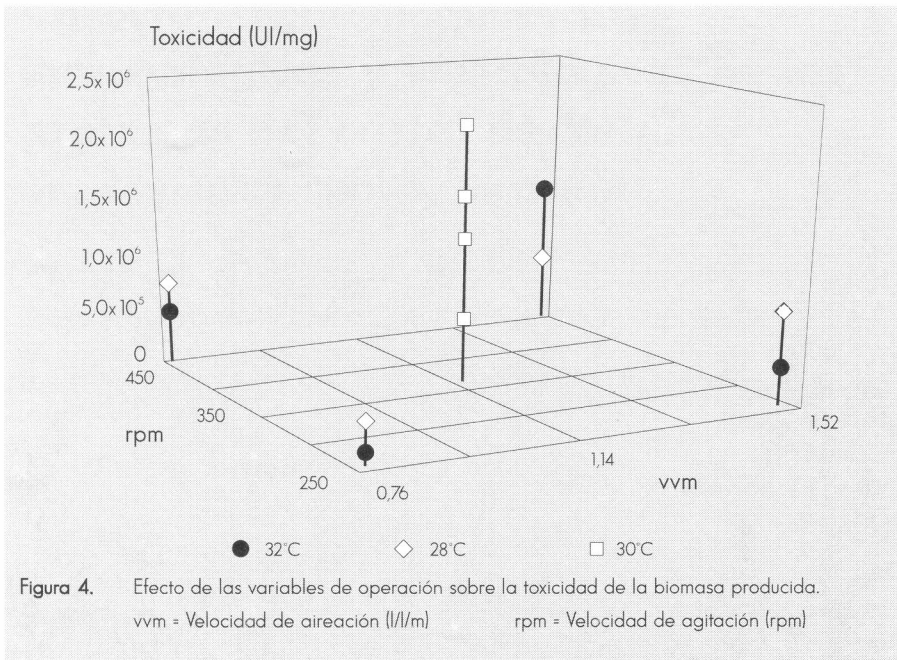 Toxicidad (UI/mg)
2,5x10⁶
2,0x10⁶
1,5x10⁶
1,0x10⁶
5,0x10⁵
0
450
350
rpm
250
0,76
1,14
1,52
vvm
32°C
28°C
30°C
Figura 4. Efecto de las variables de operación sobre la toxicidad de la biomasa producida.
vvm = Velocidad de aireación (l/l/m) rpm = Velocidad de agitación (rpm)